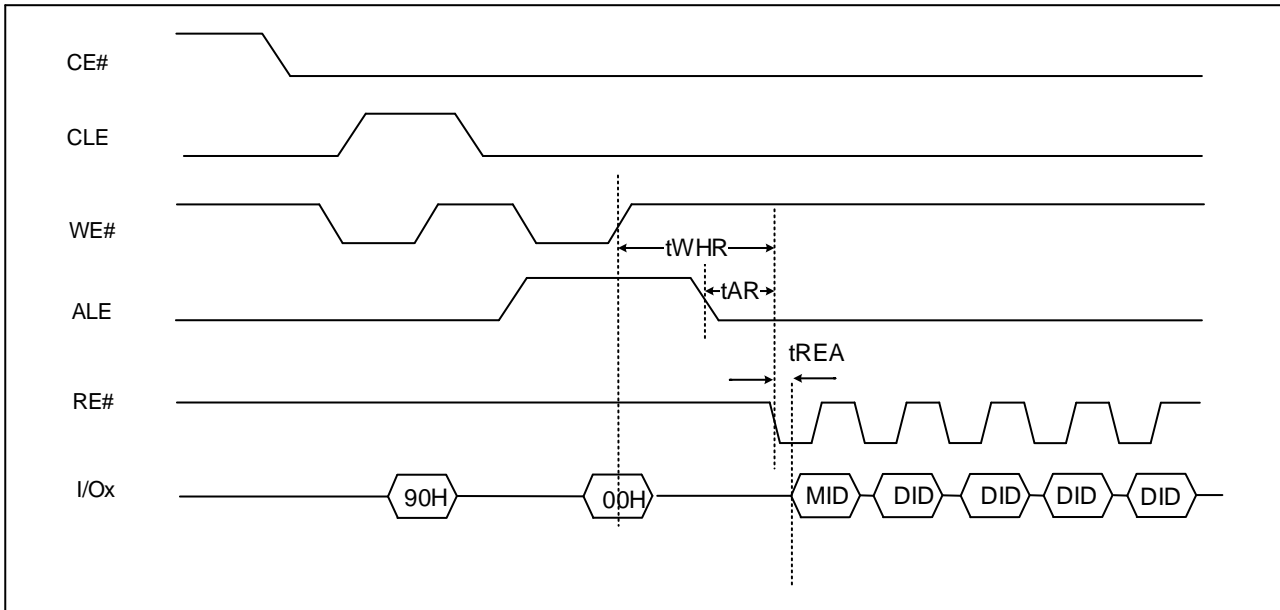 CE#
CLE
WE#
tWHR
ALE
tAR
tREA
RE#
I/Ox
90H
00H
MID
DID
DID
DID
DID